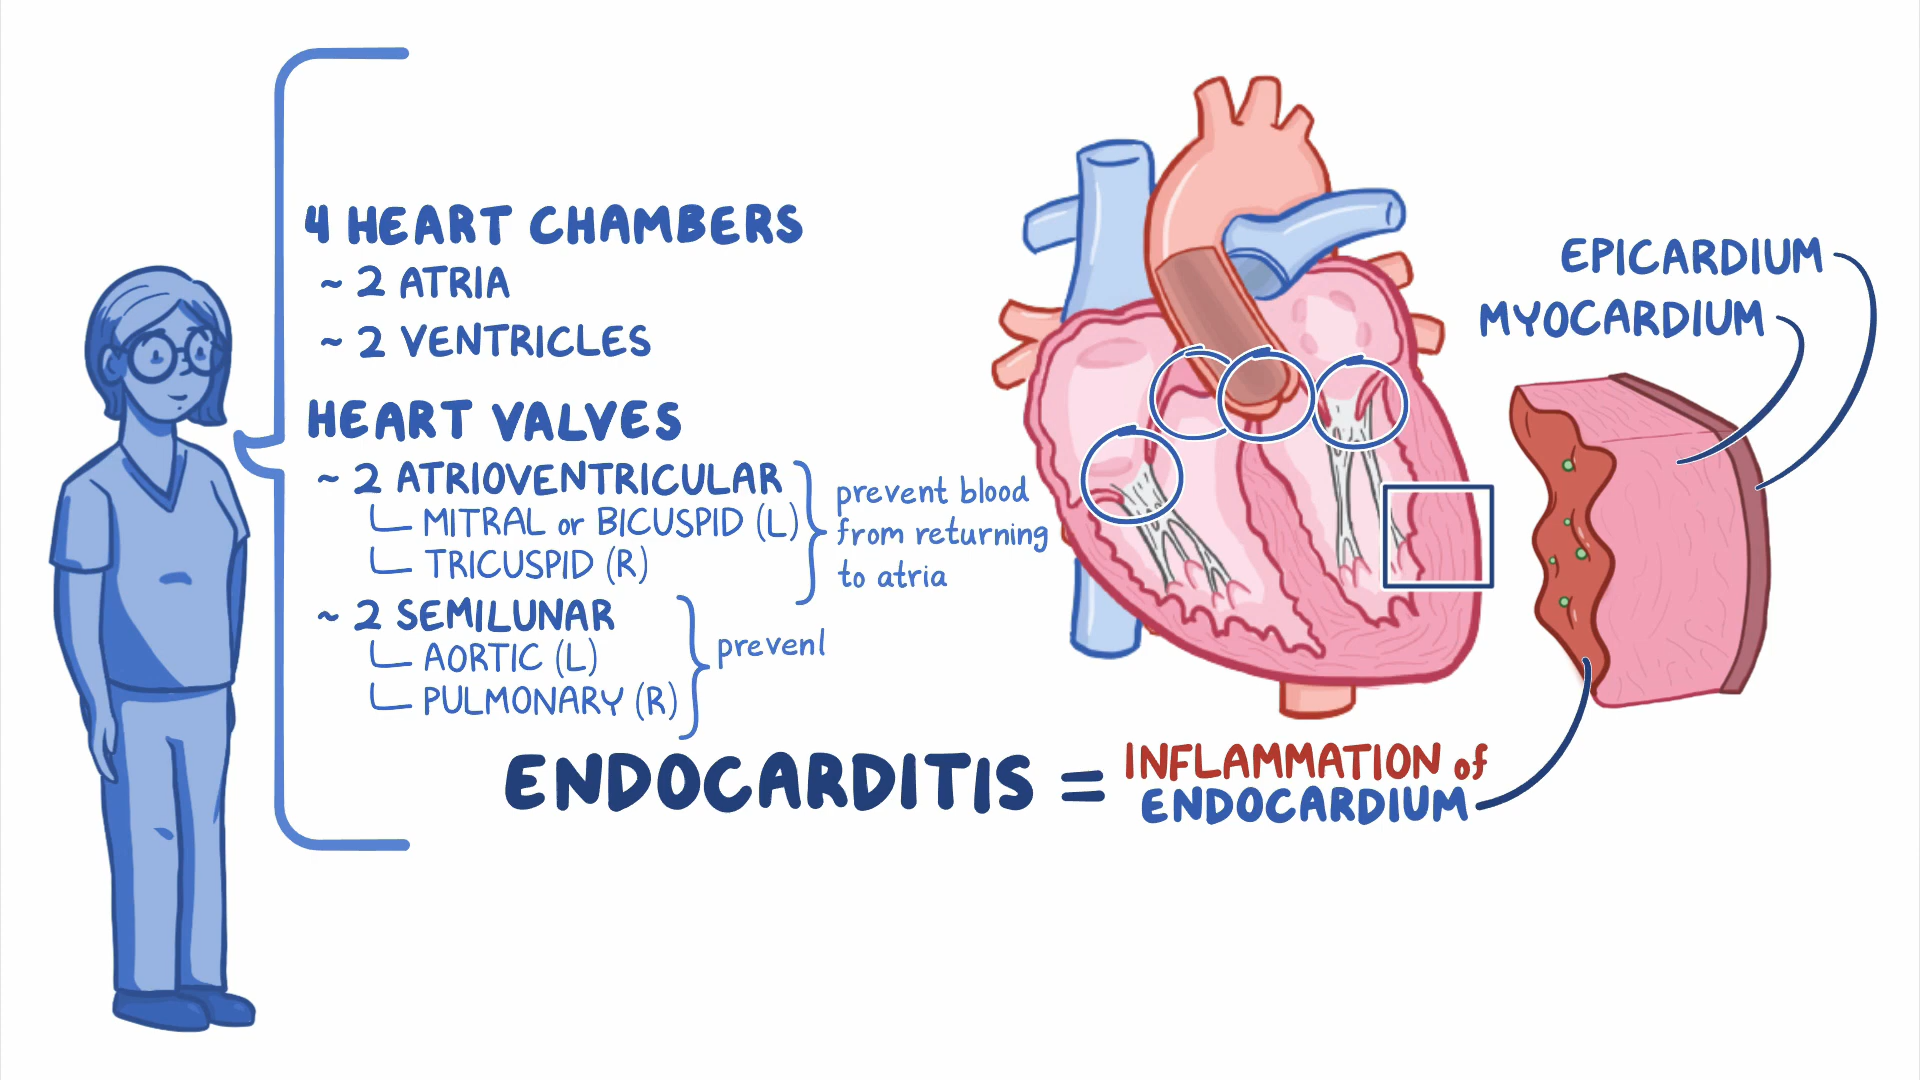 4 HEART CHAMBERS
~ 2 ATRIA
~ 2 VENTRICLES
HEART VALVES
~ 2 ATRIOVENTRICULAR
MITRAL or BICUSPID (L)
TRICUSPID (R)
prevent blood
from returning
to atria
~ 2 SEMILUNAR
AORTIC (L)
PULMONARY (R)
prevenl
ENDOCARDITIS = INFLAMMATION of
ENDOCARDIUM
EPICARDIUM
MYOCARDIUM